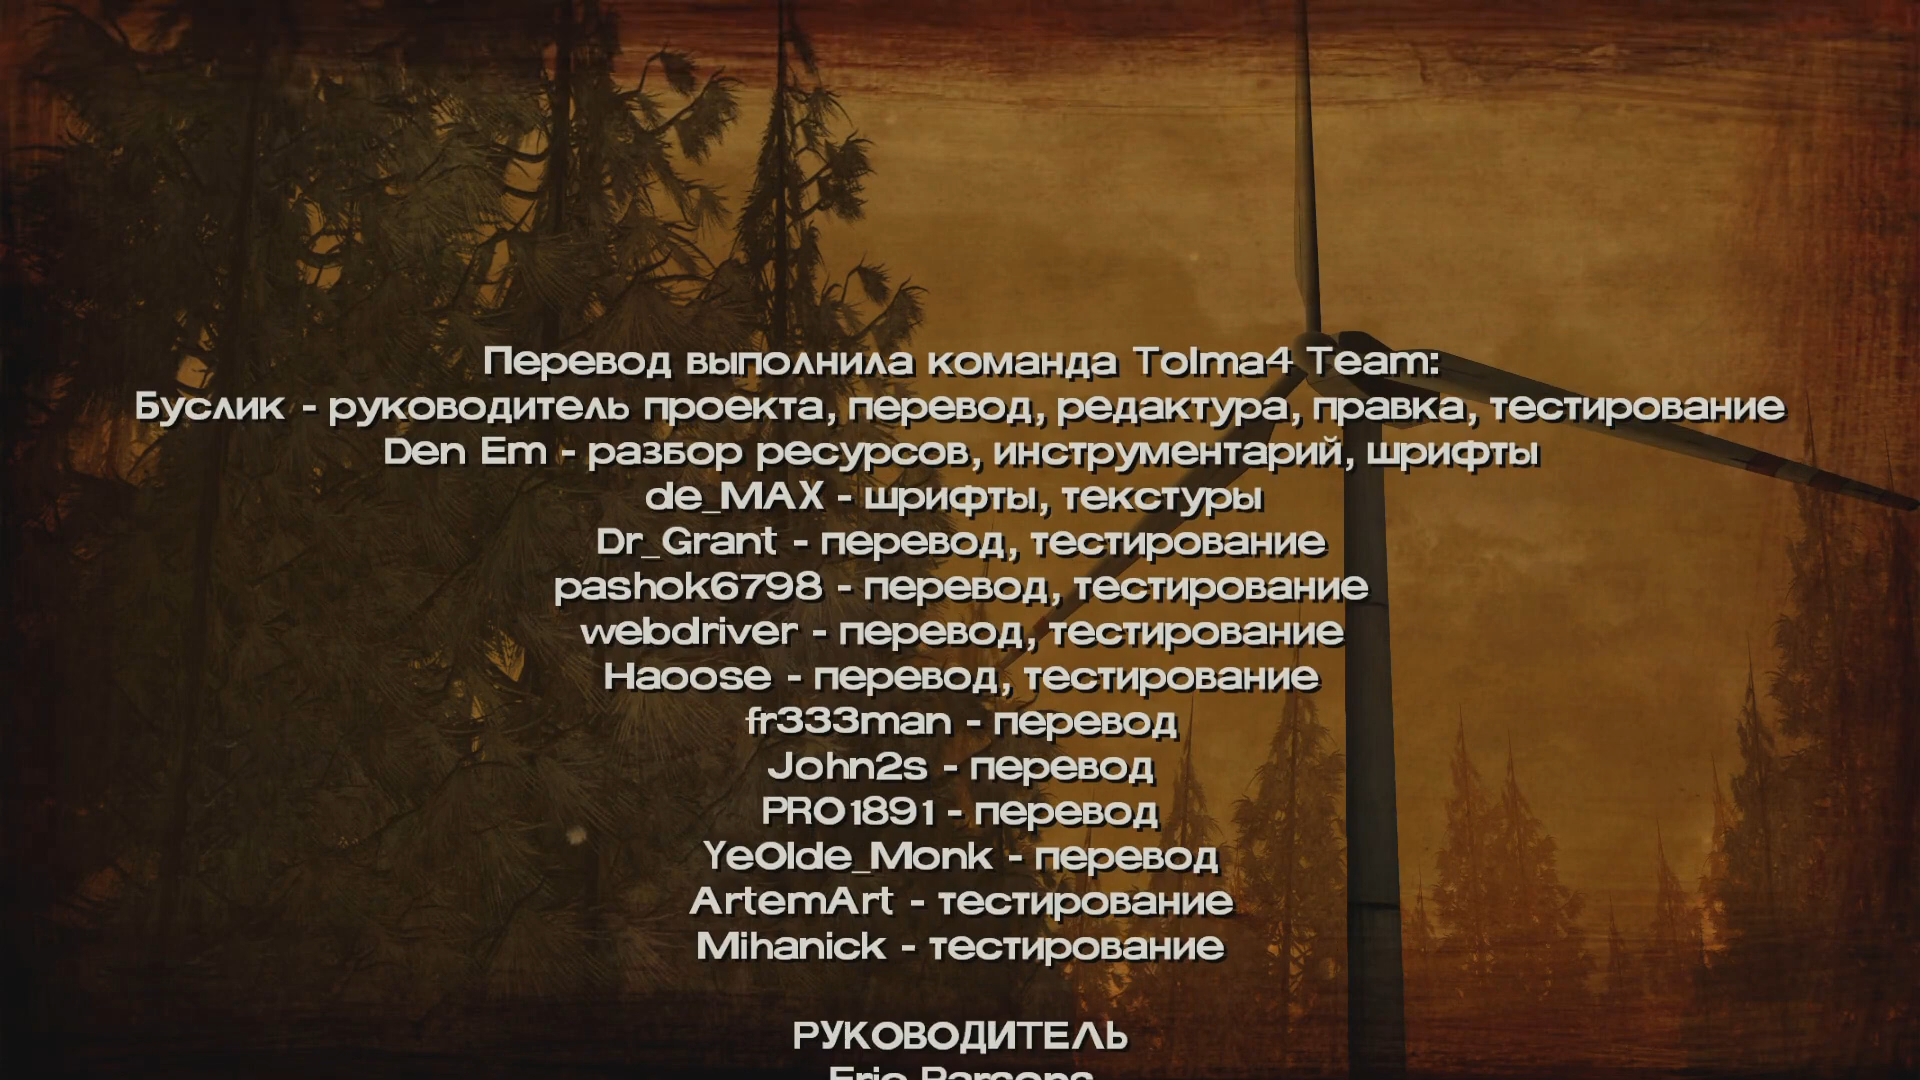 Перевод выполнила команда Tolma4 Team:
Буслик - руководитель проекта, перевод, редактура, правка, тестирование
Den Em - разбор ресурсов, инструментарий, шрифты
de_MAX - шрифты, текстуры
Dr_Grant - перевод, тестирование
pashok6798 - перевод, тестирование
webdriver - перевод, тестирование
Haoose - перевод, тестирование
fr333man - перевод
John2s - перевод
PRO1891 - перевод
YeOlde_Monk - перевод
ArtemArt - тестирование
Mihanick - тестирование
РУКОВОДИТЕЛЬ
Eric Parsons